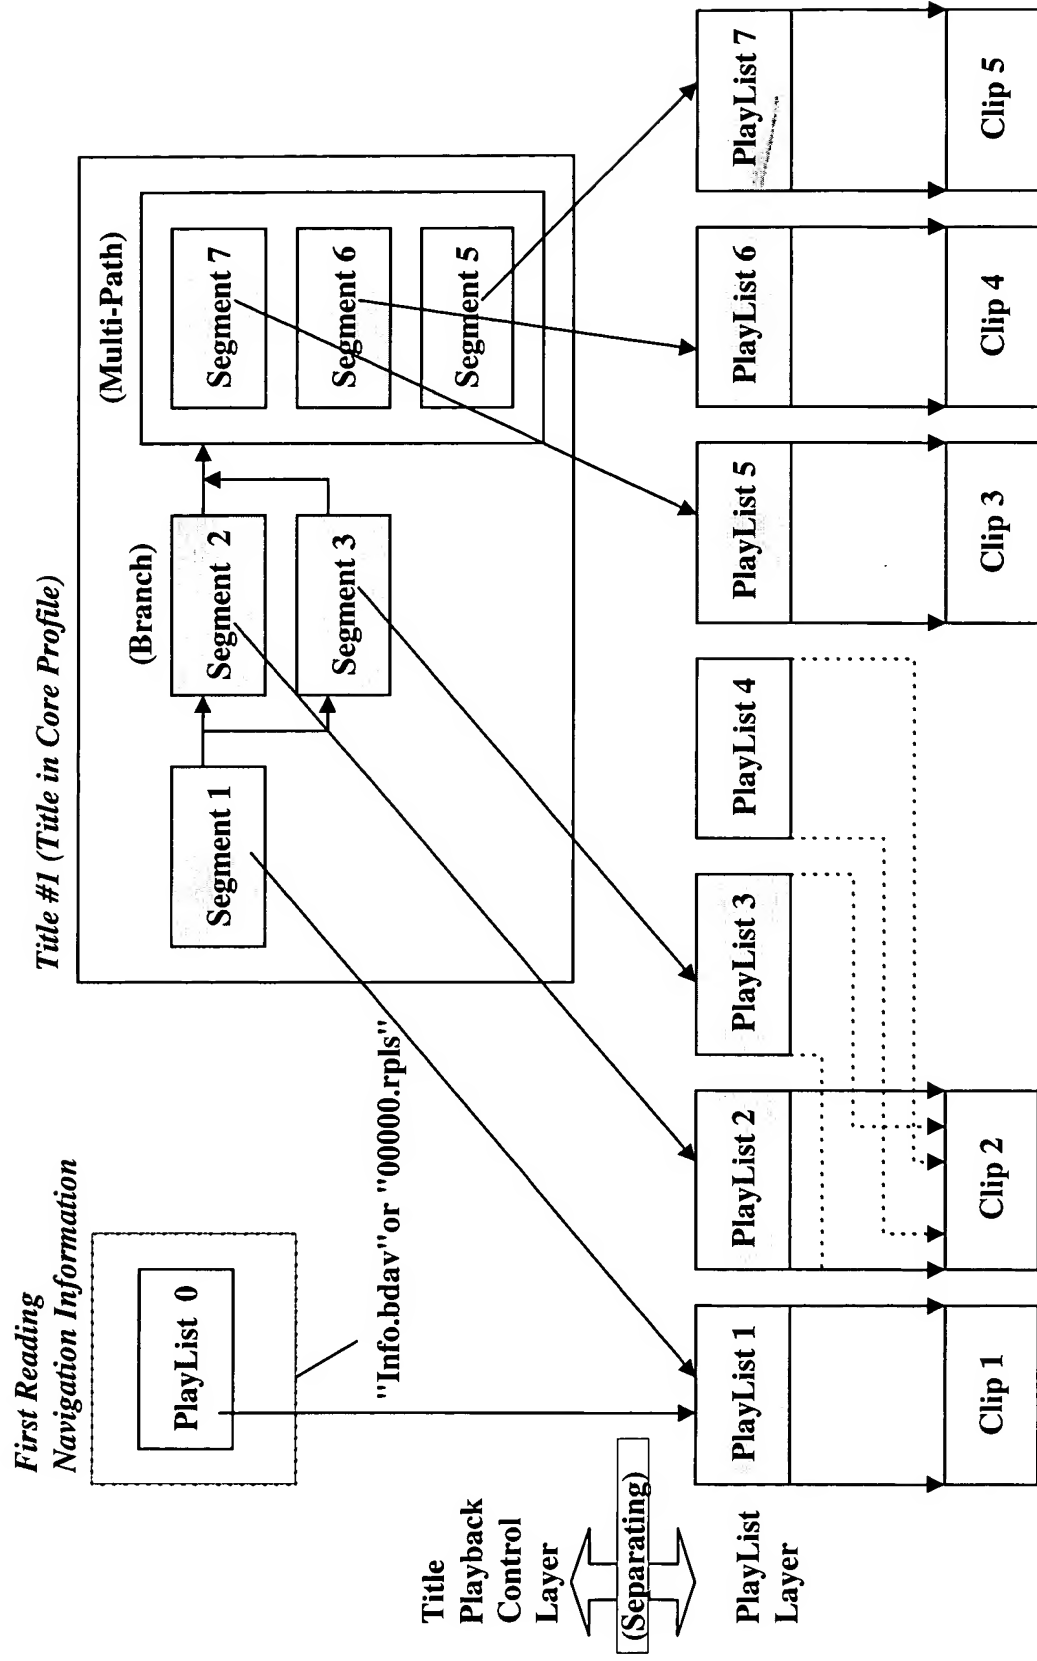 First Reading
Navigation Information
PlayList 0
"Info.bdav"or "00000.rpls"
Title #1 (Title in Core Profile)
Segment 1
(Branch)
Segment 2
Segment 3
(Multi-Path)
Segment 7
Segment 6
Segment 5
Title
Playback
Control
Layer
(Separating)
PlayList
Layer
PlayList 1
PlayList 2
PlayList 3
PlayList 4
PlayList 5
PlayList 6
PlayList 7
Clip 1
Clip 2
Clip 3
Clip 4
Clip 5